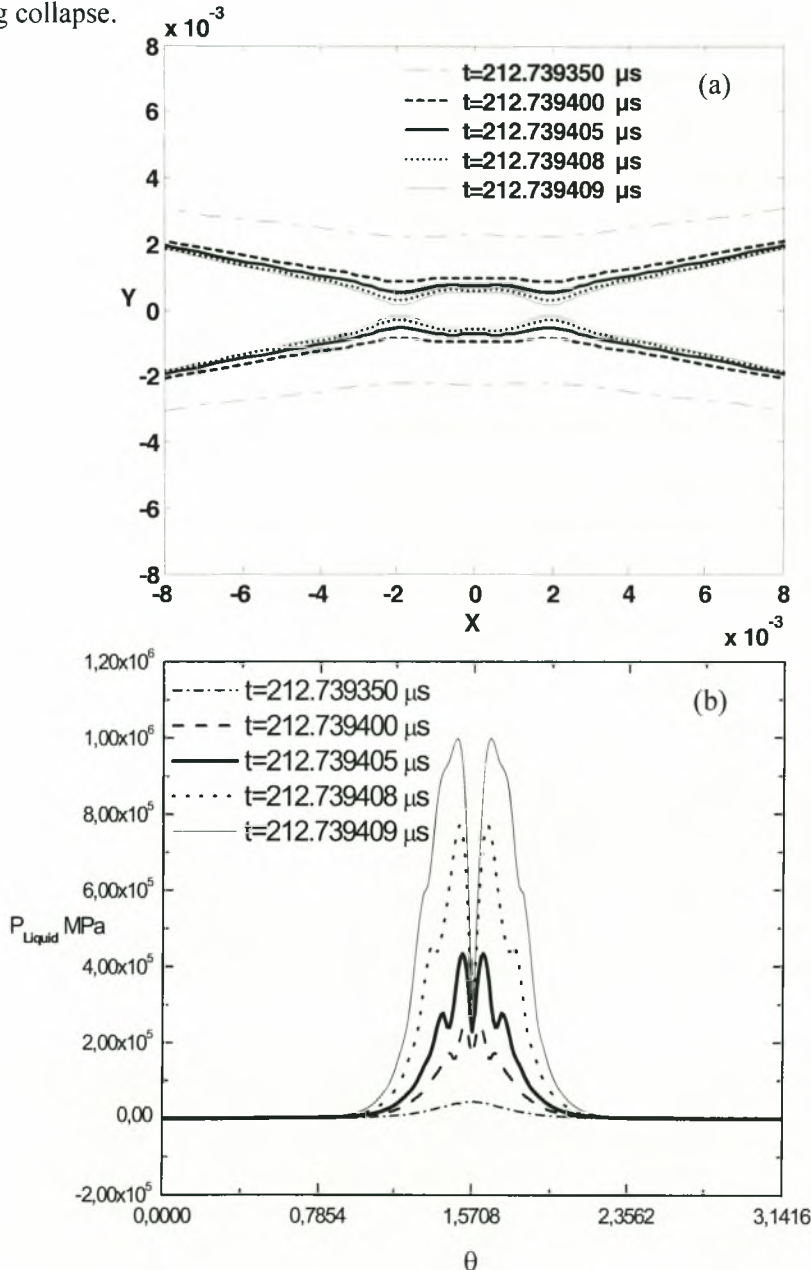 g collapse.
x 10-3
8
6
4
2
Y
0
-2
-4
-6
-8
t=212.739350 µs
t=212.739400 µs
t=212.739405 µs
t=212.739408 µs
t=212.739409 µs
(a)
-8 -6 -4 -2 0 2 4 6 8
X
x 10-3
1,20x10^6
1,00x10^6
8,00x10^5
6,00x10^5
P Liquid MPa
4,00x10^5
2,00x10^5
0,00
-2,00x10^5
t=212.739350 µs
t=212.739400 µs
t=212.739405 µs
t=212.739408 µs
t=212.739409 µs
(b)
0,0000 0,7854 1,5708 2,3562 3,1416
θ